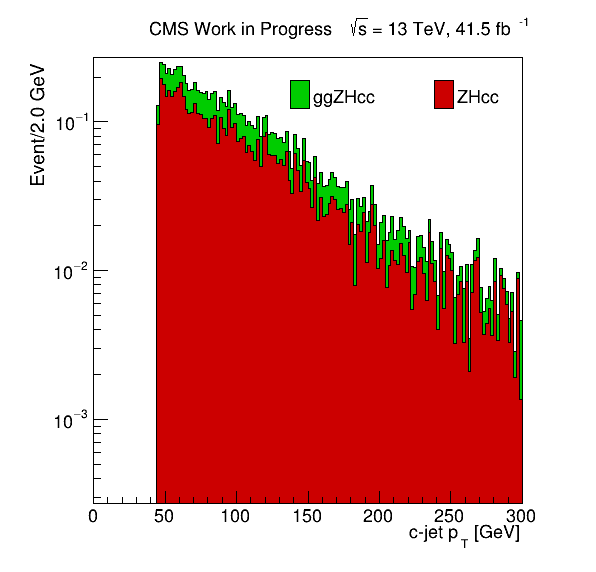 CMS Work in Progress √s = 13 TeV, 41.5 fb⁻¹
Event/2.0 GeV
ggZHcc ZHcc
10⁻¹
10⁻²
10⁻³
0 50 100 150 200 250 300
c-jet p_T [GeV]